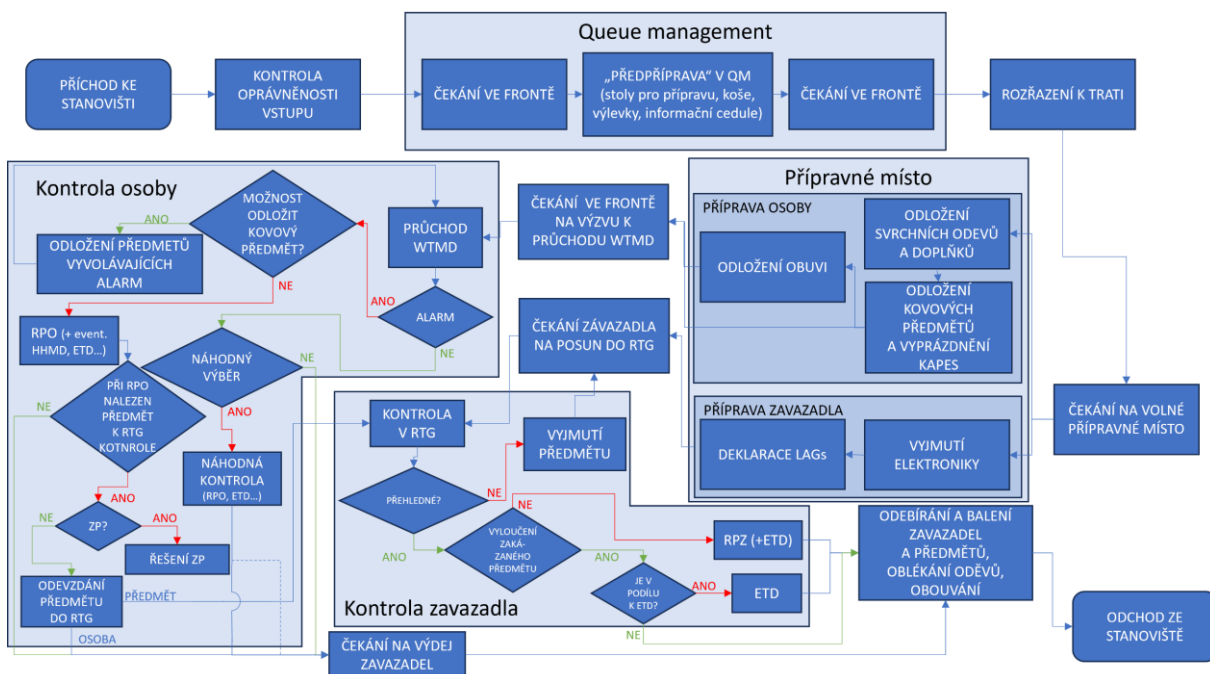 Queue management
PŘÍCHOD KE
STANOVIŠTI
KONTROLA
OPRÁVNĚNOSTI
VSTUPU
ČEKÁNÍ VE FRONTĚ
„PŘEDPŘÍPRAVA“ V QM
(stoly pro přípravu, koše,
výlevky, informační cedule)
ČEKÁNÍ VE FRONTĚ
ROZŘAZENÍ K TRATI
Kontrola osoby
MOŽNOST
ODLOŽIT
KOVOVÝ
PŘEDMĚT?
ANO
ODLOŽENÍ PŘEDMETŮ
VYVOLÁVAJÍCÍCH
ALARM
NE
PRŮCHOD
WTMD
ANO
ALARM
NE
RPO (+ event.
HHMD, ETD...)
NÁHODNÝ
VÝBĚR
NE
ANO
PŘI RPO
NALEZEN
PŘEDMĚT
K RTG
KOTNROLE
NE
ANO
NÁHODNÁ
KONTROLA
(RPO, ETD...)
ZP?
NE
ANO
ŘEŠENÍ ZP
ODEVZDÁNÍ
PŘEDMĚTU
DO RTG
PŘEDMĚT
OSOBA
ČEKÁNÍ VE FRONTĚ
NA VÝZVU K
PRŮCHODU WTMD
ČEKÁNÍ ZÁVAZADLA
NA POSUN DO RTG
Přípravné místo
PŘÍPRAVA OSOBY
ODLOŽENÍ OBUVI
ODLOŽENÍ
SVRCHNÍCH ODEVŮ
A DOPLŇKŮ
ODLOŽENÍ
KOVOVÝCH
PŘEDMĚTŮ
A VYPRÁZDNĚNÍ
KAPES
PŘÍPRAVA ZAVAZADLA
DEKLARACE LAGs
VYJMUTÍ
ELEKTRONIKY
ČEKÁNÍ NA VOLNÉ
PŘÍPRAVNÉ MÍSTO
KONTROLA
V RTG
VYJMUTÍ
PŘEDMĚTU
PŘEHLEDNÉ?
NE
ANO
VYLOUČENÍ
ZAKÁ-
ZANÉHO
PŘEDMĚTU
NE
ANO
RPZ (+ETD)
JE V
PODÍLU
K ETD?
ANO
ETD
NE
Kontrola zavazadla
ČEKÁNÍ NA VÝDEJ
ZAVAZADEL
ODEBÍRÁNÍ A BALENÍ
ZAVAZADEL
A PŘEDMĚTŮ,
OBLÉKÁNÍ ODĚVŮ,
OBOUVÁNÍ
ODCHOD ZE
STANOVIŠTĚ